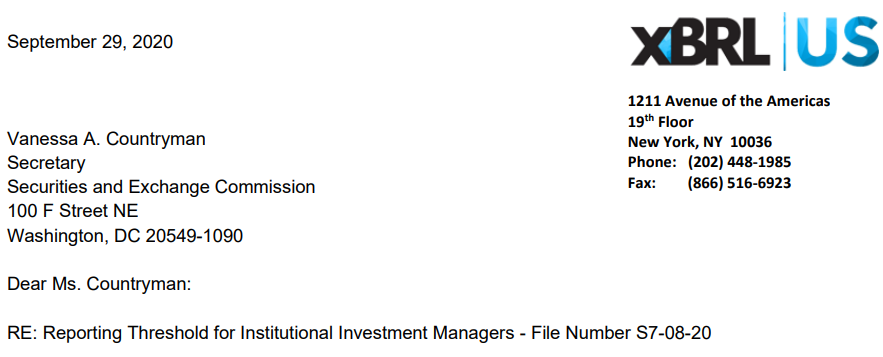 September 29, 2020
XBRL | US
1211 Avenue of the Americas
19th Floor
New York, NY 10036
Phone: (202) 448-1985
Fax: (866) 516-6923
Vanessa A. Countryman
Secretary
Securities and Exchange Commission
100 F Street NE
Washington, DC 20549-1090
Dear Ms. Countryman:
RE: Reporting Threshold for Institutional Investment Managers - File Number S7-08-20